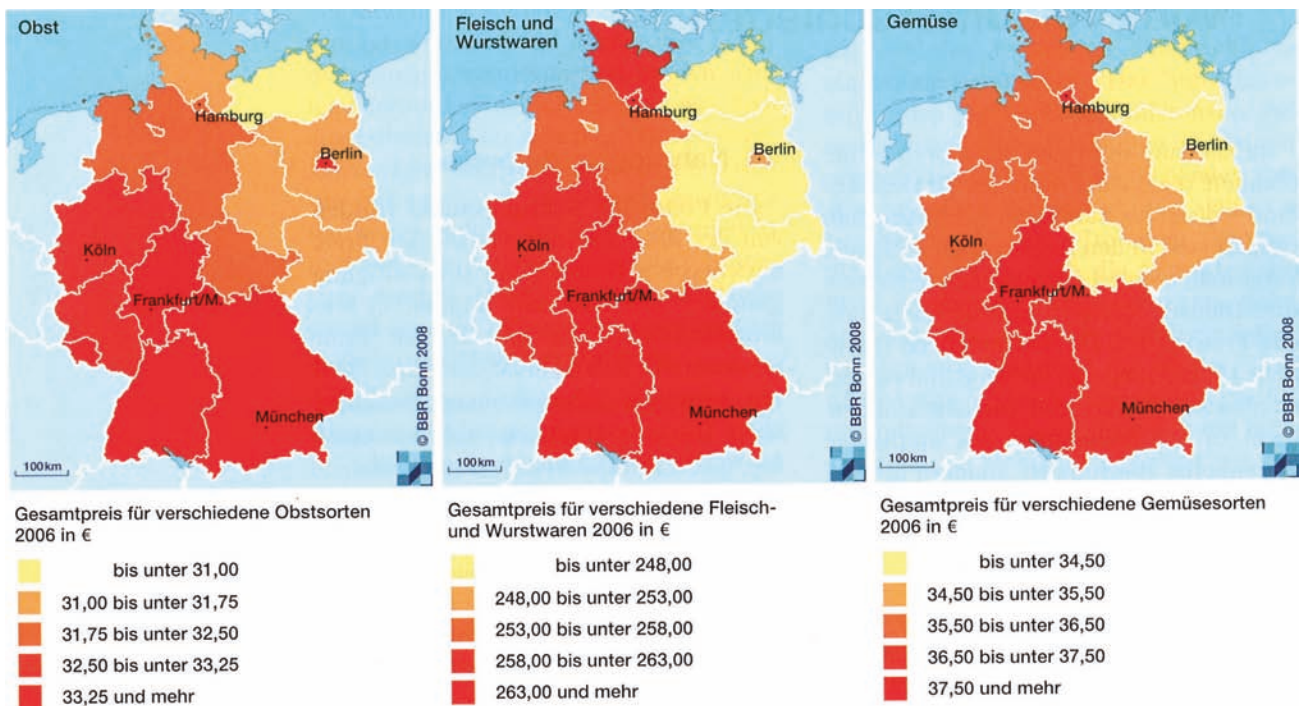 Obst
Hamburg
Berlin
Köln
Frankfurt/M.
München
100 km
© BBR Bonn 2008
Gesamtpreis für verschiedene Obstsorten
2006 in €
bis unter 31,00
31,00 bis unter 31,75
31,75 bis unter 32,50
32,50 bis unter 33,25
33,25 und mehr
Fleisch und
Wurstwaren
Hamburg
Berlin
Köln
Frankfurt/M.
München
100 km
© BBR Bonn 2008
Gesamtpreis für verschiedene Fleisch-
und Wurstwaren 2006 in €
bis unter 248,00
248,00 bis unter 253,00
253,00 bis unter 258,00
258,00 bis unter 263,00
263,00 und mehr
Gemüse
Hamburg
Berlin
Köln
Frankfurt/M.
München
100 km
© BBR Bonn 2008
Gesamtpreis für verschiedene Gemüsesorten
2006 in €
bis unter 34,50
34,50 bis unter 35,50
35,50 bis unter 36,50
36,50 bis unter 37,50
37,50 und mehr